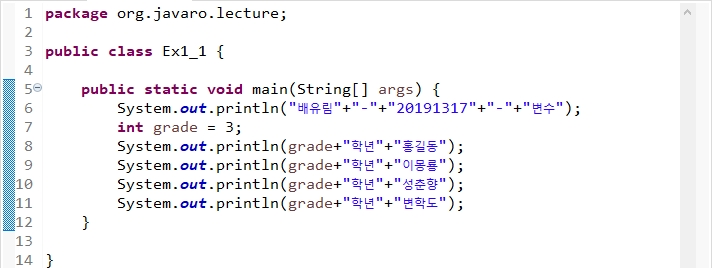 1 package org.javaro.lecture;
2
3 public class Ex1_1 {
4
5 public static void main(String[] args) {
6 System.out.println("배유림"+"-"+"20191317"+"-"+"변수");
7 int grade = 3;
8 System.out.println(grade+"학년"+"홍길동");
9 System.out.println(grade+"학년"+"이몽룡");
10 System.out.println(grade+"학년"+"성춘향");
11 System.out.println(grade+"학년"+"변학도");
12 }
13
14 }